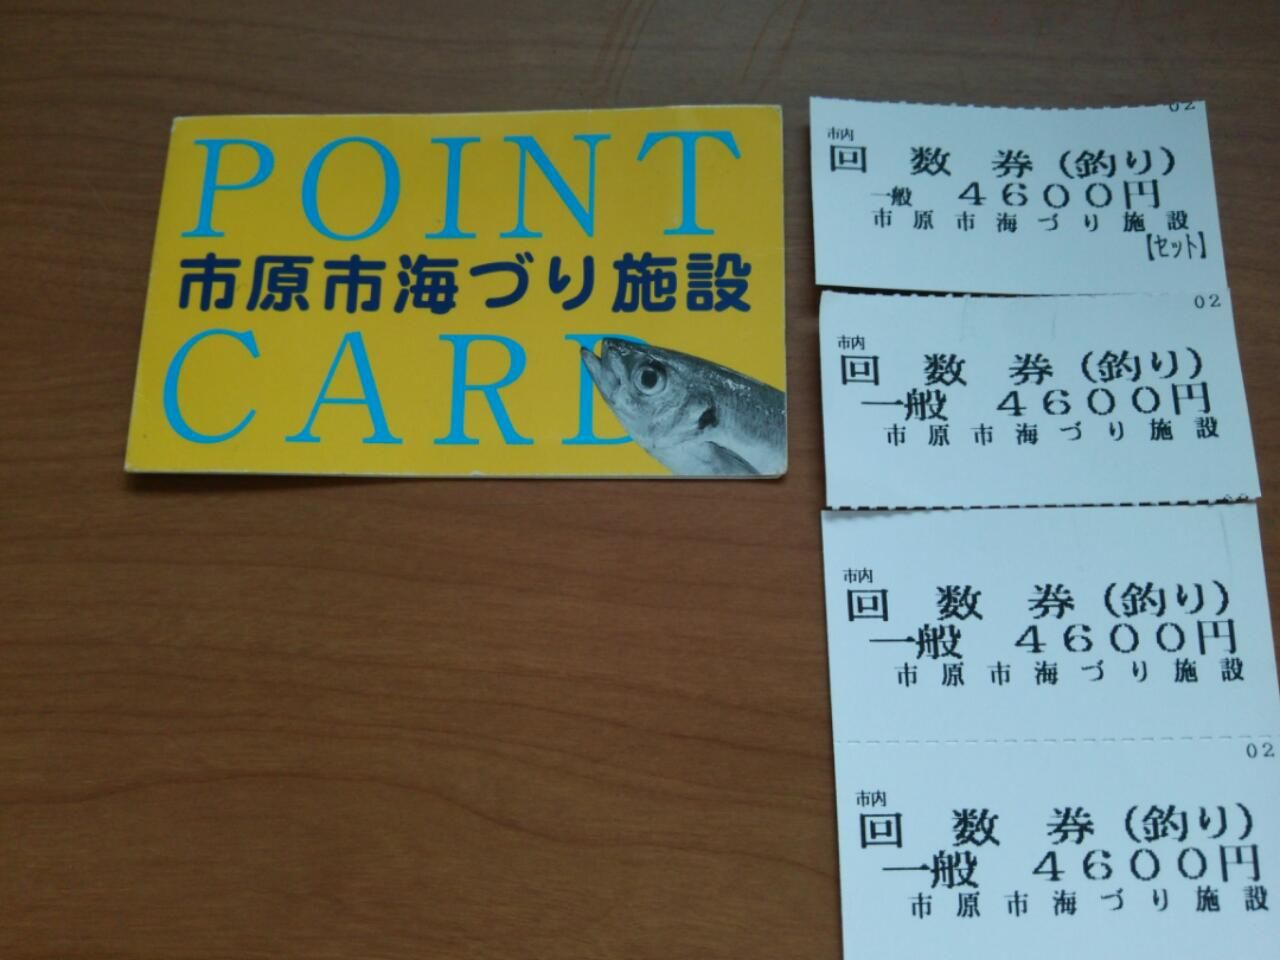 POINT
市原市海づり施設
CARD
02
市内
回数券(釣り)
一般 4600円
市原市海づり施設
【セット】
02
市内
回数券(釣り)
一般 4600円
市原市海づり施設
市内
回数券(釣り)
一般 4600円
市原市海づり施設
02
市内
回数券(釣り)
一般 4600円
市原市海づり施設